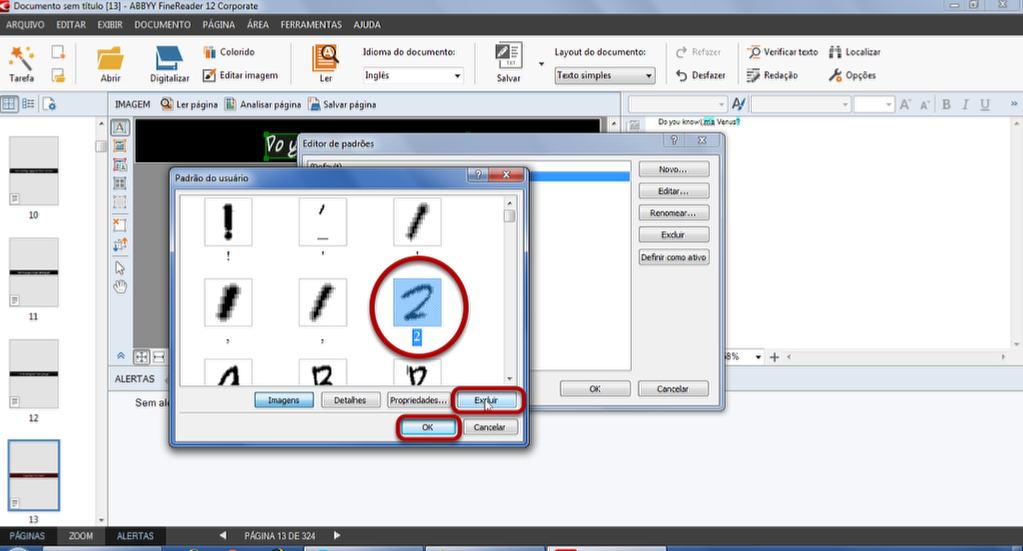 Documento sem título [13] - ABBYY FineReader 12 Corporate
ARQUIVO EDITAR EXIBIR DOCUMENTO PÁGINA ÁREA FERRAMENTAS AJUDA
Tarefa
Abrir
Digitalizar
Colorido
Editar imagem
Ler
Idioma do documento:
Inglês
Salvar
Layout do documento:
Texto simples
Refazer
Desfazer
Verificar texto
Redação
Localizar
Opções
IMAGEM Ler página Analisar página Salvar página
B I U
Do y
Do you know(,ma Venus?
Editor de padrões
(Default)
Novo...
Editar...
Renomear...
Excluir
Definir como ativo
OK Cancelar
Padrão do usuário
! ' '
, , 2
Imagens Detalhes Propriedades... Excluir
OK Cancelar
10
11
12
13
8%
ALERTAS
Sem ale
PÁGINAS ZOOM ALERTAS PÁGINA 13 DE 324